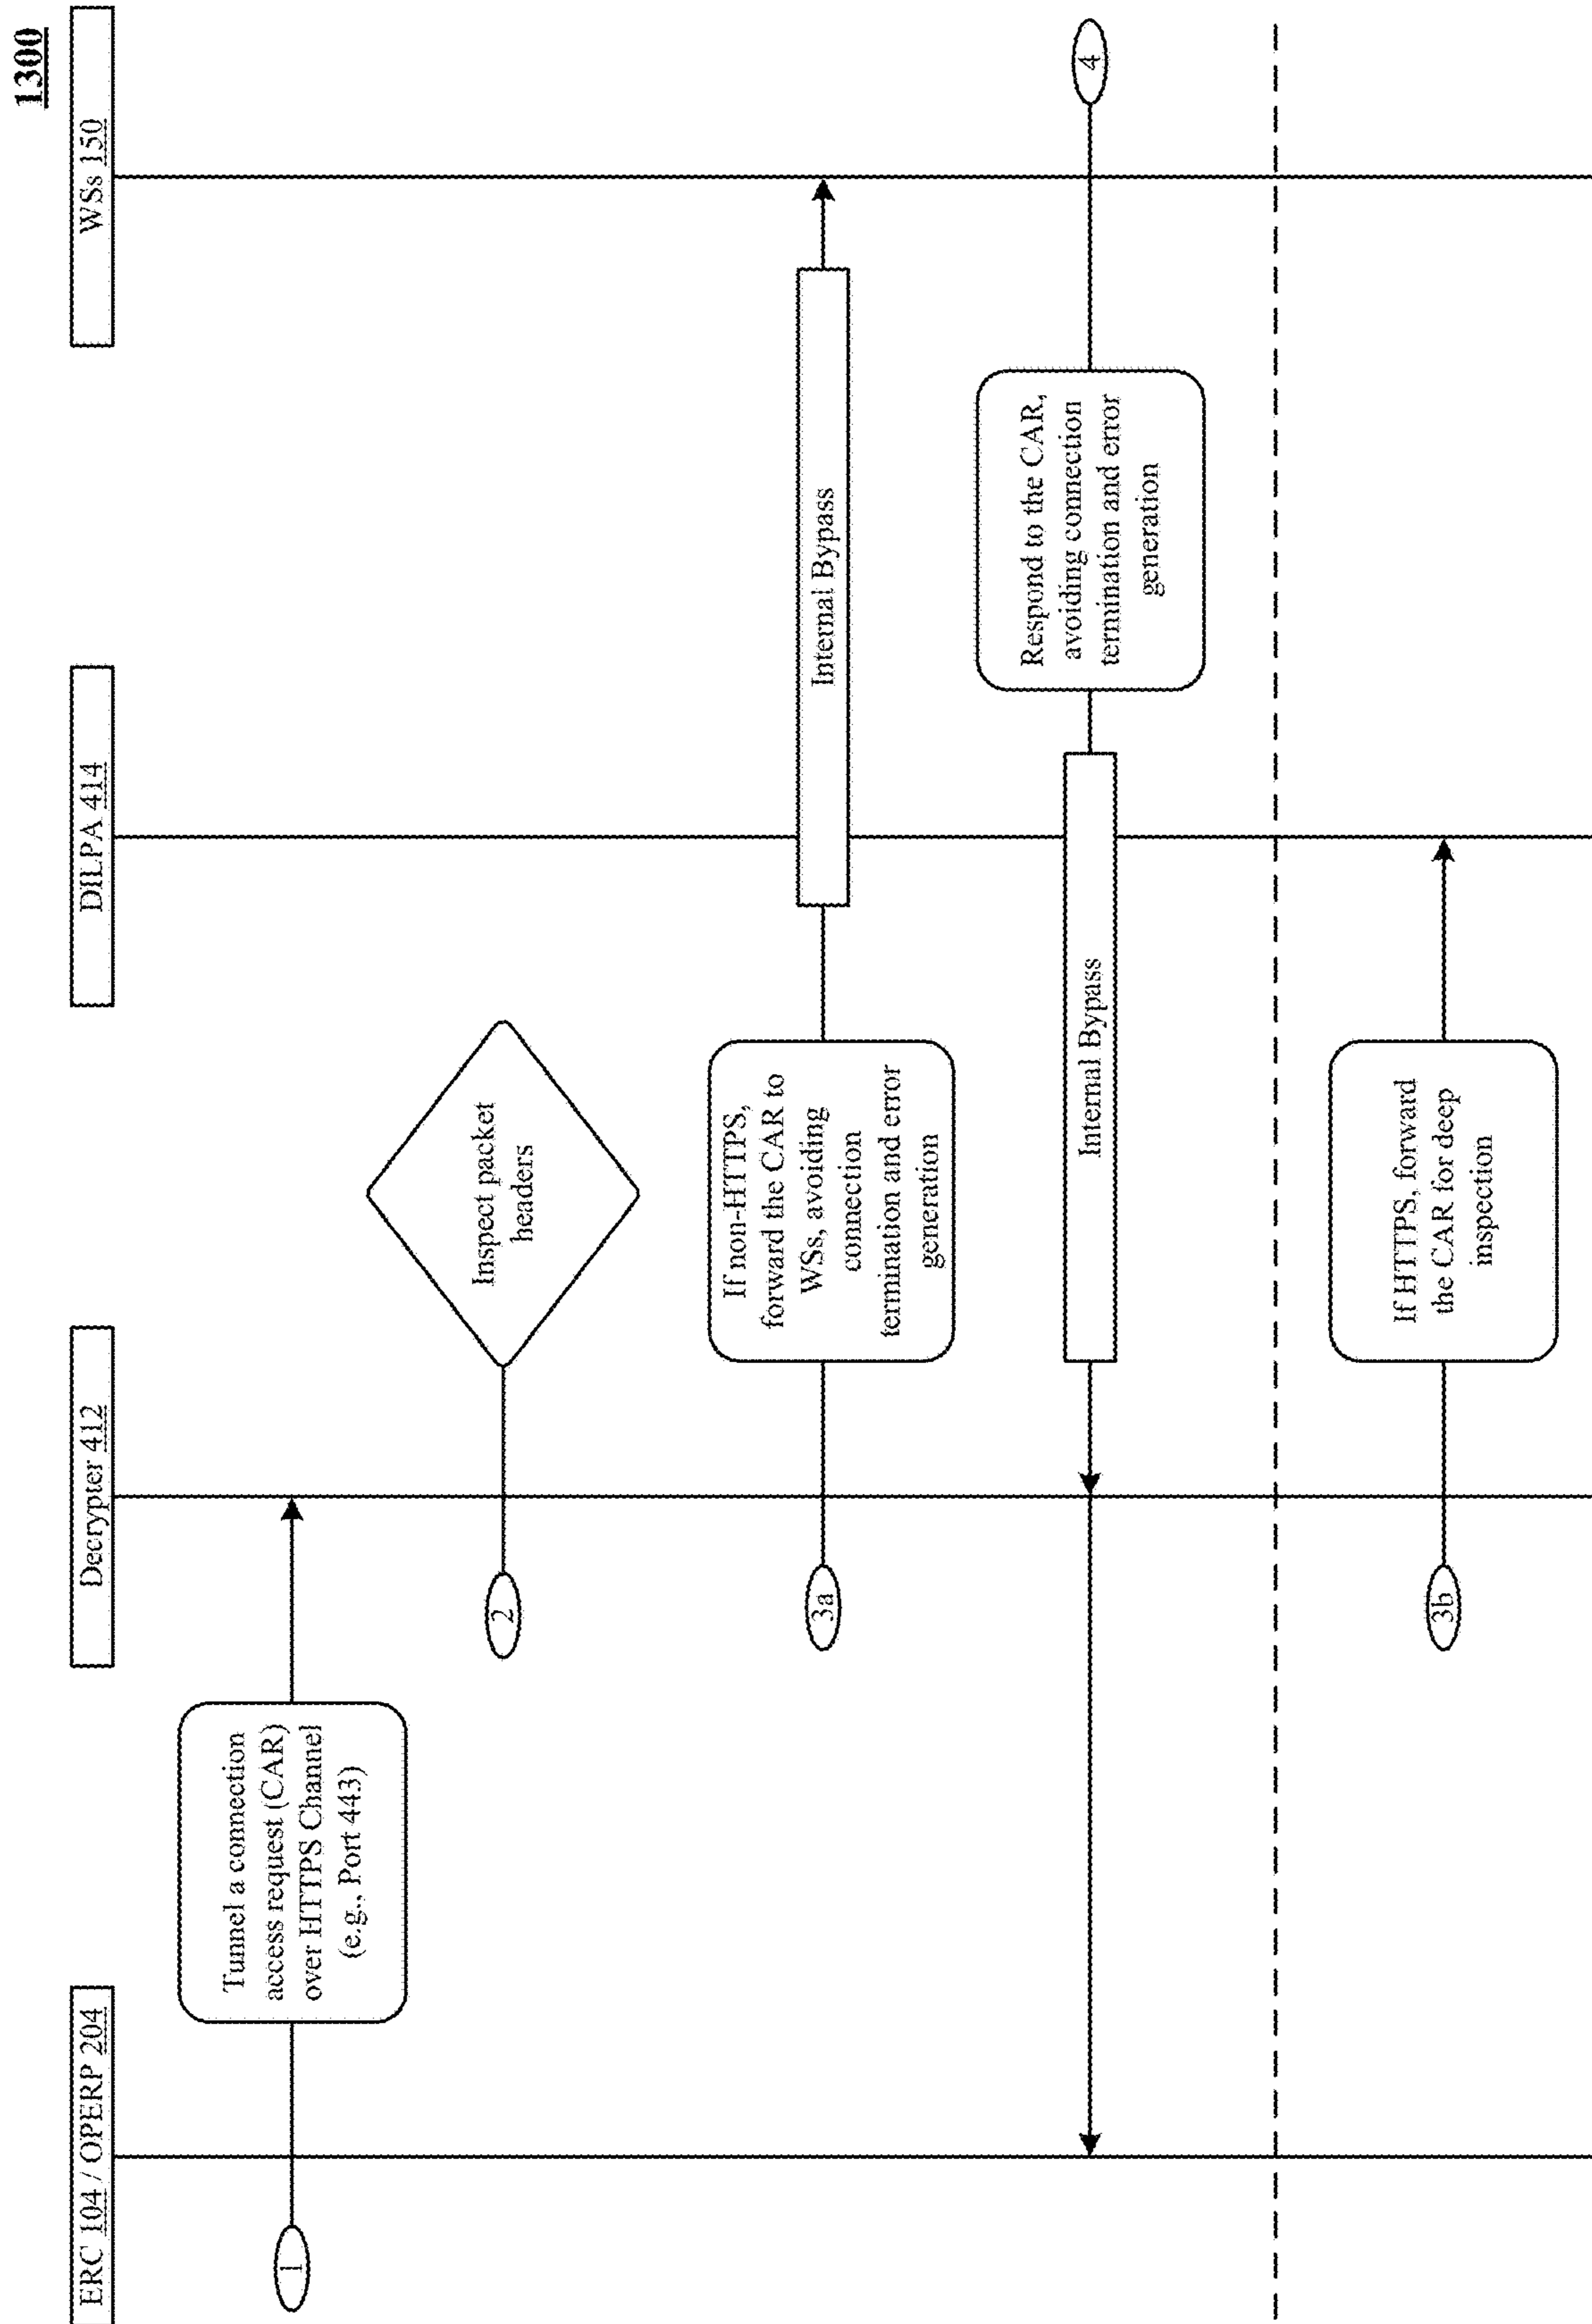 1300
ERC 104 / OPERP 204
Decrypter 412
DILPA 414
WSs 150
1
Tunnel a connection
access request (CAR)
over HTTPS Channel
(e.g., Port 443)
2
Inspect packet
headers
3a
If non-HTTPS,
forward the CAR to
WSs, avoiding
connection
termination and error
generation
Internal Bypass
Internal Bypass
Respond to the CAR,
avoiding connection
termination and error
generation
4
3b
If HTTPS, forward
the CAR for deep
inspection